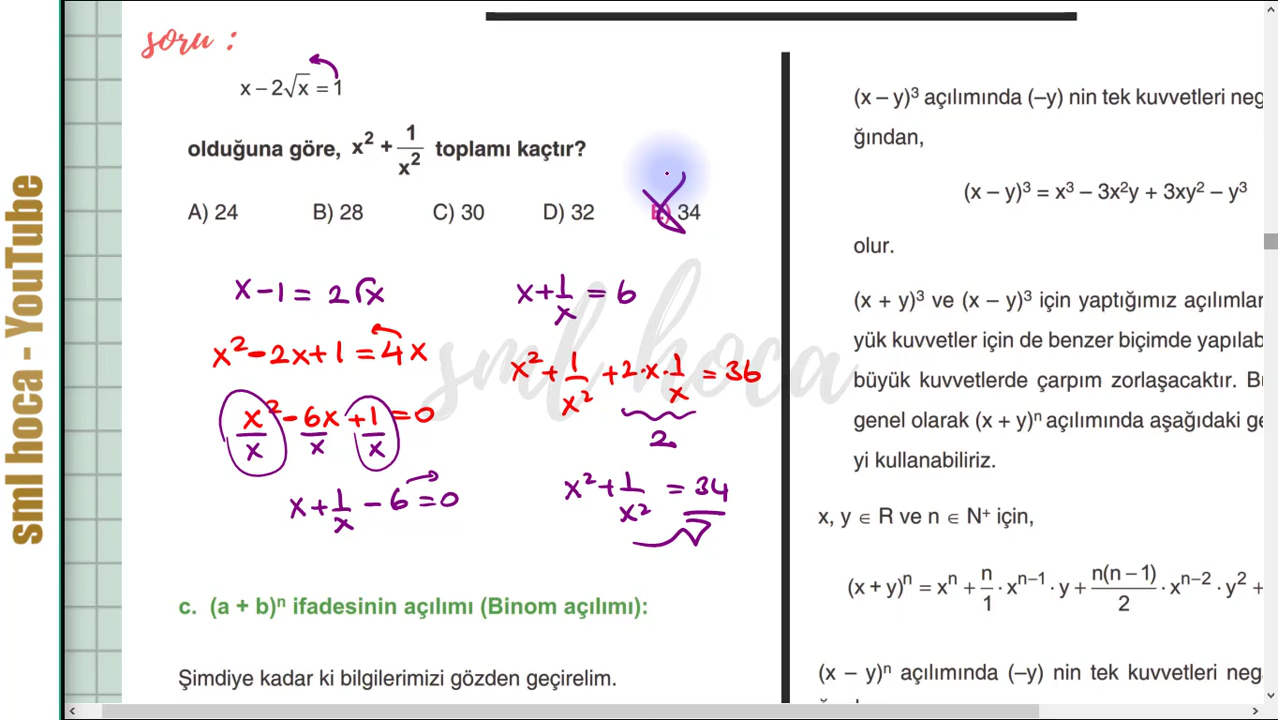 sml hoca - YouTube
soru :
x – 2√x = 1
olduğuna göre, x² + 1/x² toplamı kaçtır?
A) 24 B) 28 C) 30 D) 32 E) 34
x-1 = 2√x
x²-2x+1 = 4x
x²/x - 6x/x + 1/x = 0
x + 1/x - 6 = 0
x + 1/x = 6
x² + 1/x² + 2·x·1/x = 36
2
x² + 1/x² = 34
sml hoca
c. (a + b)ⁿ ifadesinin açılımı (Binom açılımı):
Şimdiye kadar ki bilgilerimizi gözden geçirelim.
(x – y)³ açılımında (–y) nin tek kuvvetleri neg
ğından,
(x – y)³ = x³ – 3x²y + 3xy² – y³
olur.
(x + y)³ ve (x – y)³ için yaptığımız açılımlar
yük kuvvetler için de benzer biçimde yapılab
büyük kuvvetlerde çarpım zorlaşacaktır. B
genel olarak (x + y)ⁿ açılımında aşağıdaki ge
yi kullanabiliriz.
x, y ∈ R ve n ∈ N⁺ için,
(x + y)ⁿ = xⁿ + n/1 · xⁿ⁻¹ · y + n(n – 1)/2 · xⁿ⁻² · y² +
(x – y)ⁿ açılımında (–y) nin tek kuvvetleri neg